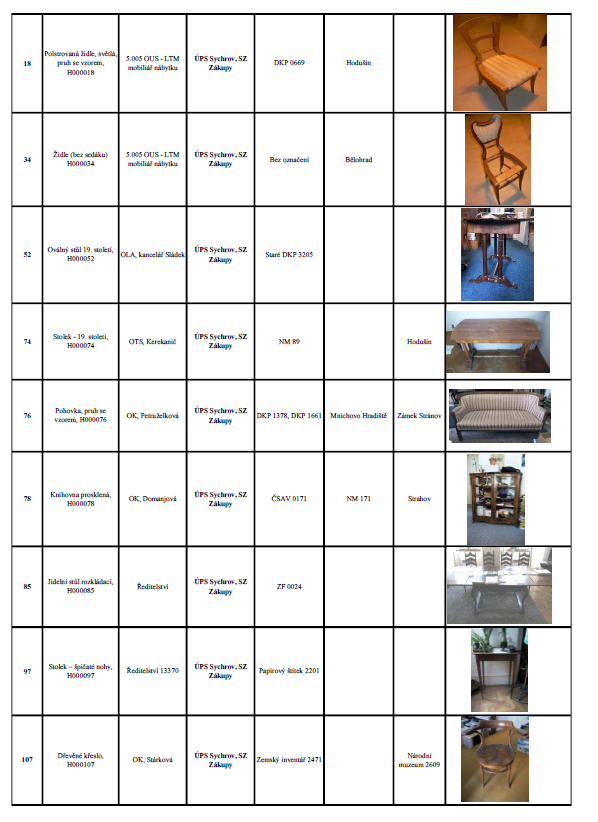 18
Polstrovaná židle, světlá,
pruh se vzorem,
H000018
5.005 OUS - LTM
mobiliář nábytku
ÚPS Sychrov, SZ
Zákupy
DKP 0669
Hodušín
34
Židle (bez sedáku)
H000034
5.005 OUS - LTM
mobiliář nábytku
ÚPS Sychrov, SZ
Zákupy
Bez označení
Bělohrad
52
Oválný stůl 19. století,
H000052
OLA, kancelář Sládek
ÚPS Sychrov, SZ
Zákupy
Staré DKP 3205
74
Stolek - 19. století,
H000074
OTS, Kerekanič
ÚPS Sychrov, SZ
Zákupy
NM 89
Hodušín
76
Pohovka, pruh se
vzorem, H000076
OK, Petruželková
ÚPS Sychrov, SZ
Zákupy
DKP 1378, DKP 1661
Mnichovo Hradiště
Zámek Stránov
78
Knihovna prosklená,
H000078
OK, Domanjová
ÚPS Sychrov, SZ
Zákupy
ČSAV 0171
NM 171
Strahov
85
Jídelní stůl rozkládací,
H000085
Ředitelství
ÚPS Sychrov, SZ
Zákupy
ZF 0024
97
Stolek – špičaté nohy,
H000097
Ředitelství 13370
ÚPS Sychrov, SZ
Zákupy
Papírový štítek 2201
107
Dřevěné křeslo,
H000107
OK, Stárková
ÚPS Sychrov, SZ
Zákupy
Zemský inventář 2471
Národní
muzeum 2609